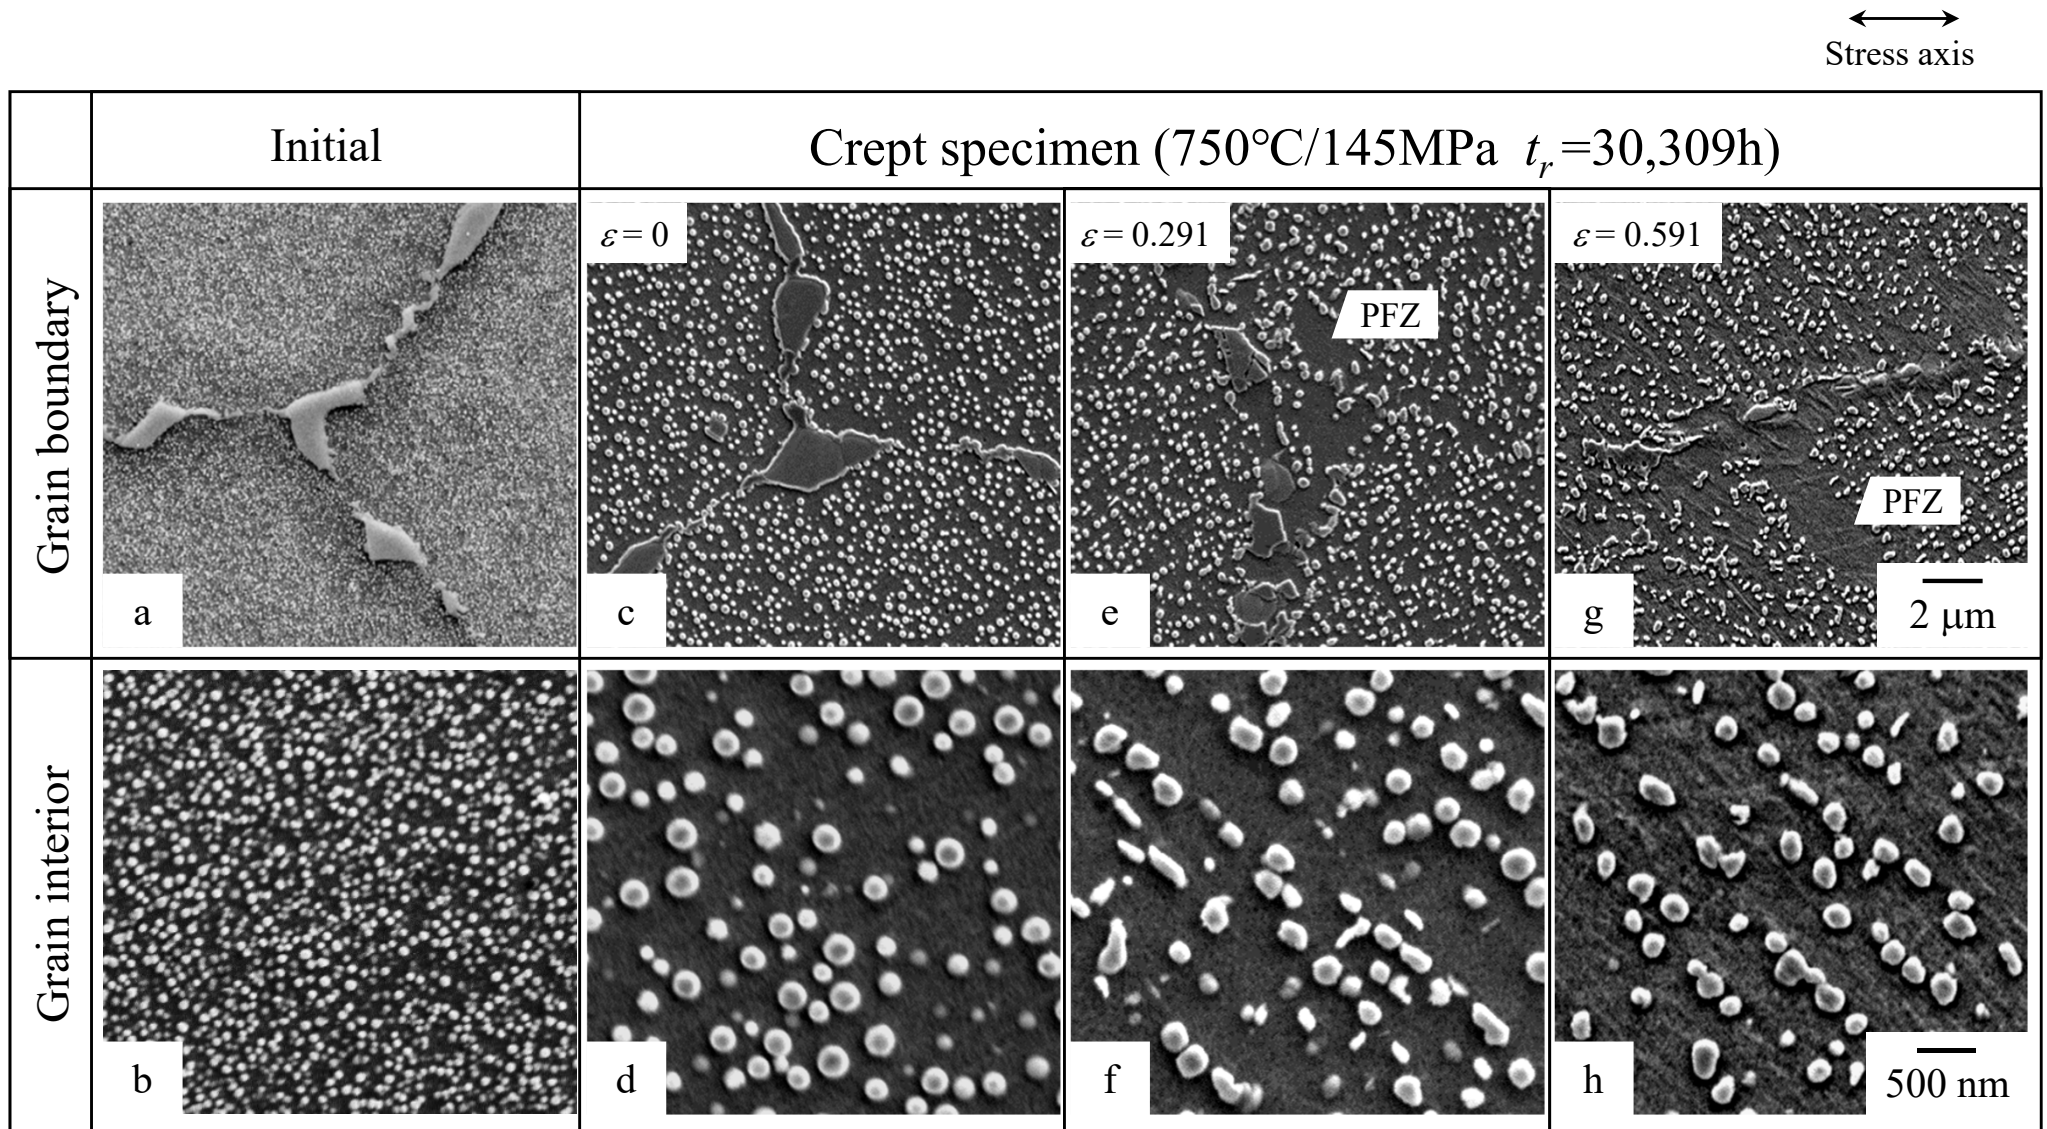 Stress axis
Initial
Crept specimen (750℃/145MPa tr=30,309h)
Grain boundary
ε = 0
ε = 0.291
ε = 0.591
PFZ
PFZ
a
c
e
g
2 μm
Grain interior
b
d
f
h
500 nm